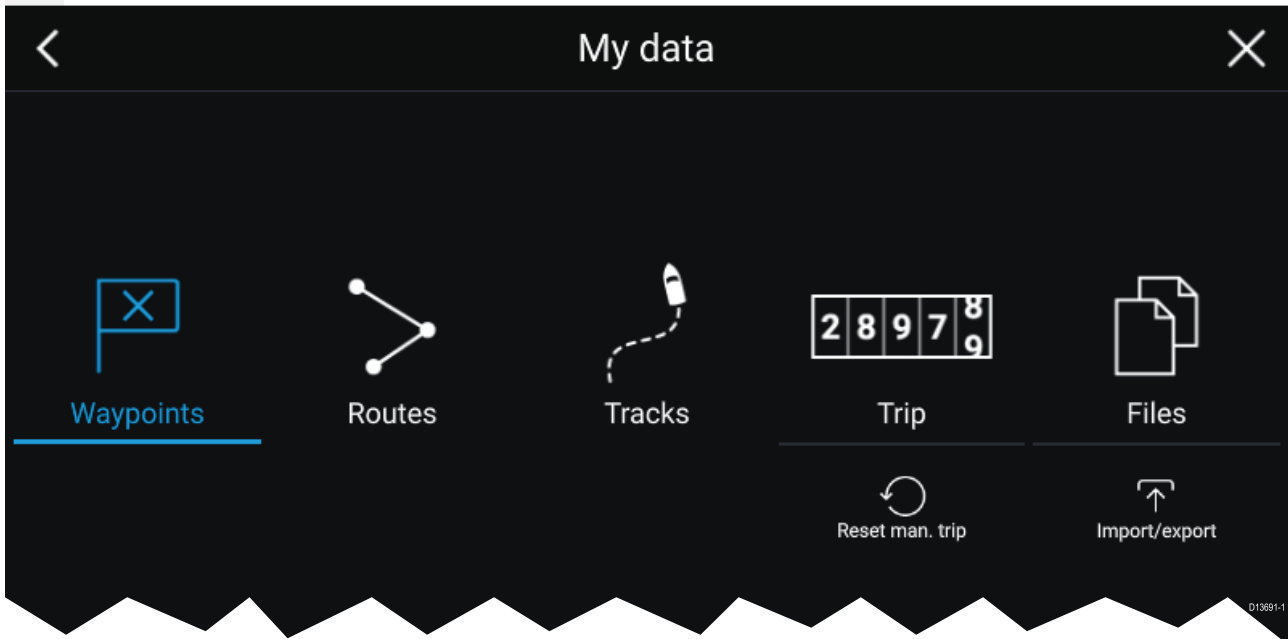 My data
2 8 9 7 8
9
Waypoints Routes Tracks Trip Files
Reset man. trip Import/export
D13691-1